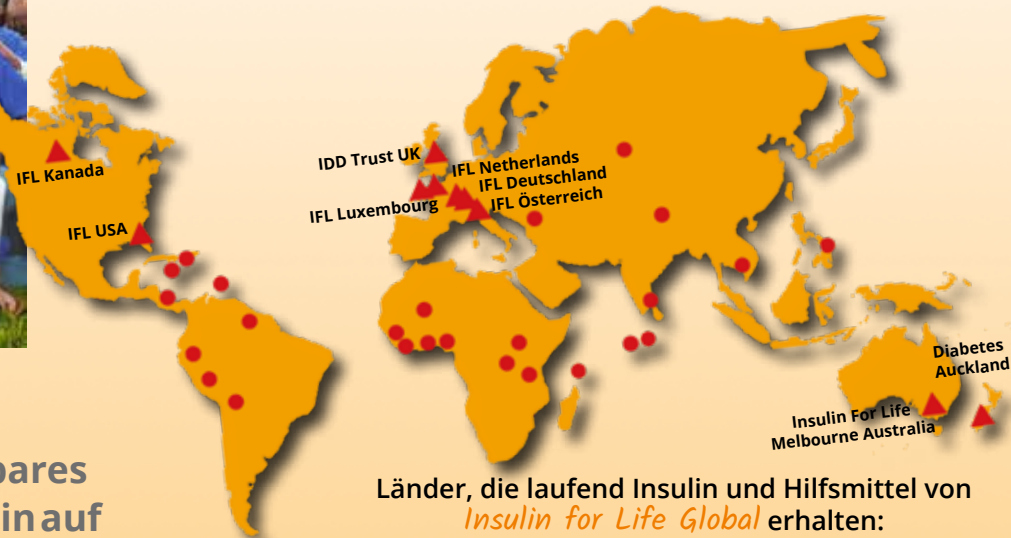 IFL Kanada
IFL USA
IDD Trust UK
IFL Netherlands
IFL Deutschland
IFL Österreich
IFL Luxembourg
Diabetes
Auckland
Insulin For Life
Melbourne Australia
Länder, die laufend Insulin und Hilfsmittel von
Insulin for Life Global erhalten: